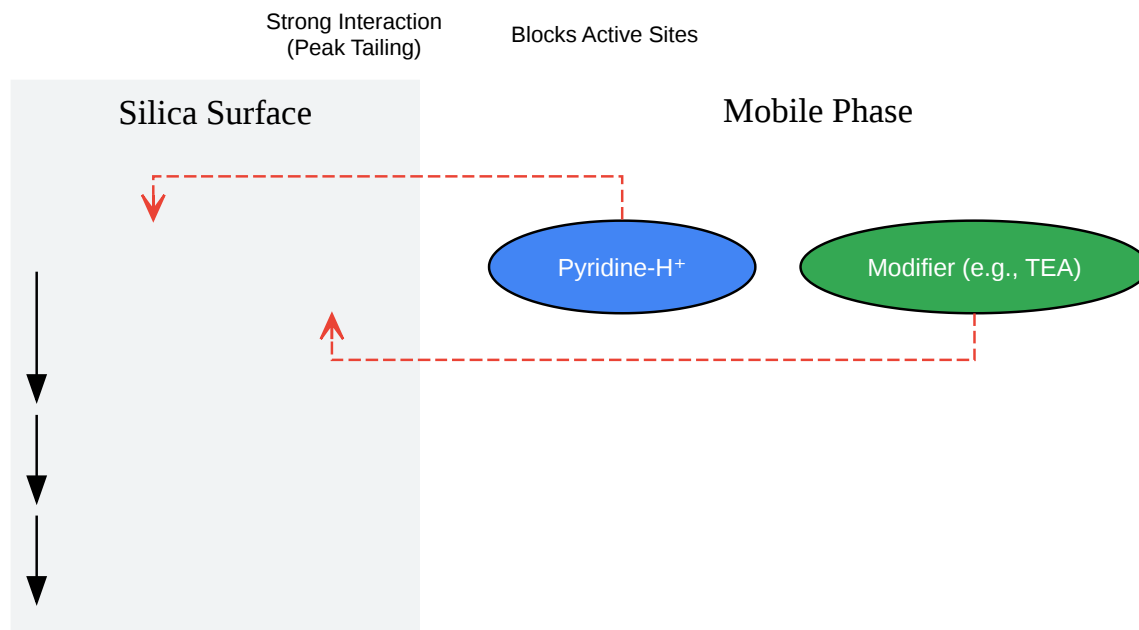 Strong Interaction
(Peak Tailing)
Blocks Active Sites
Silica Surface
Mobile Phase
Pyridine-H⁺
Modifier (e.g., TEA)